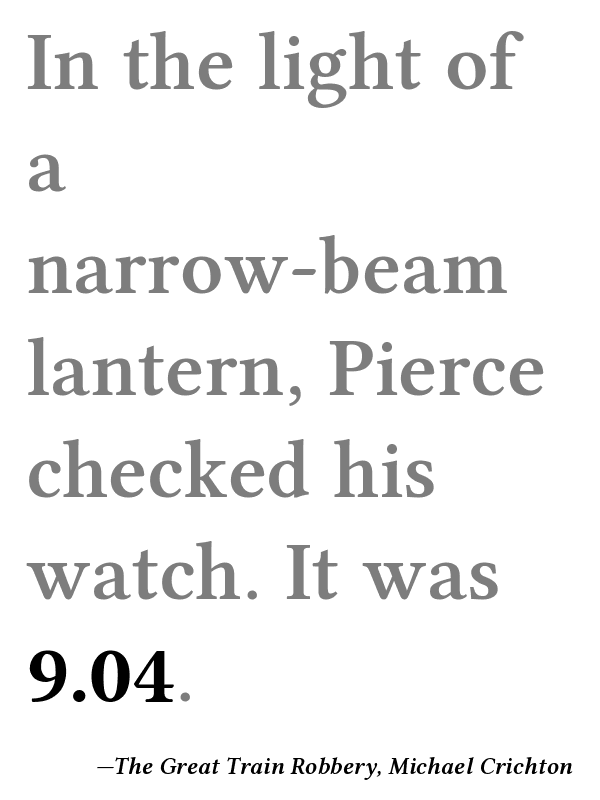 In the light of
a
narrow-beam
lantern, Pierce
checked his
watch. It was
9.04.
—The Great Train Robbery, Michael Crichton